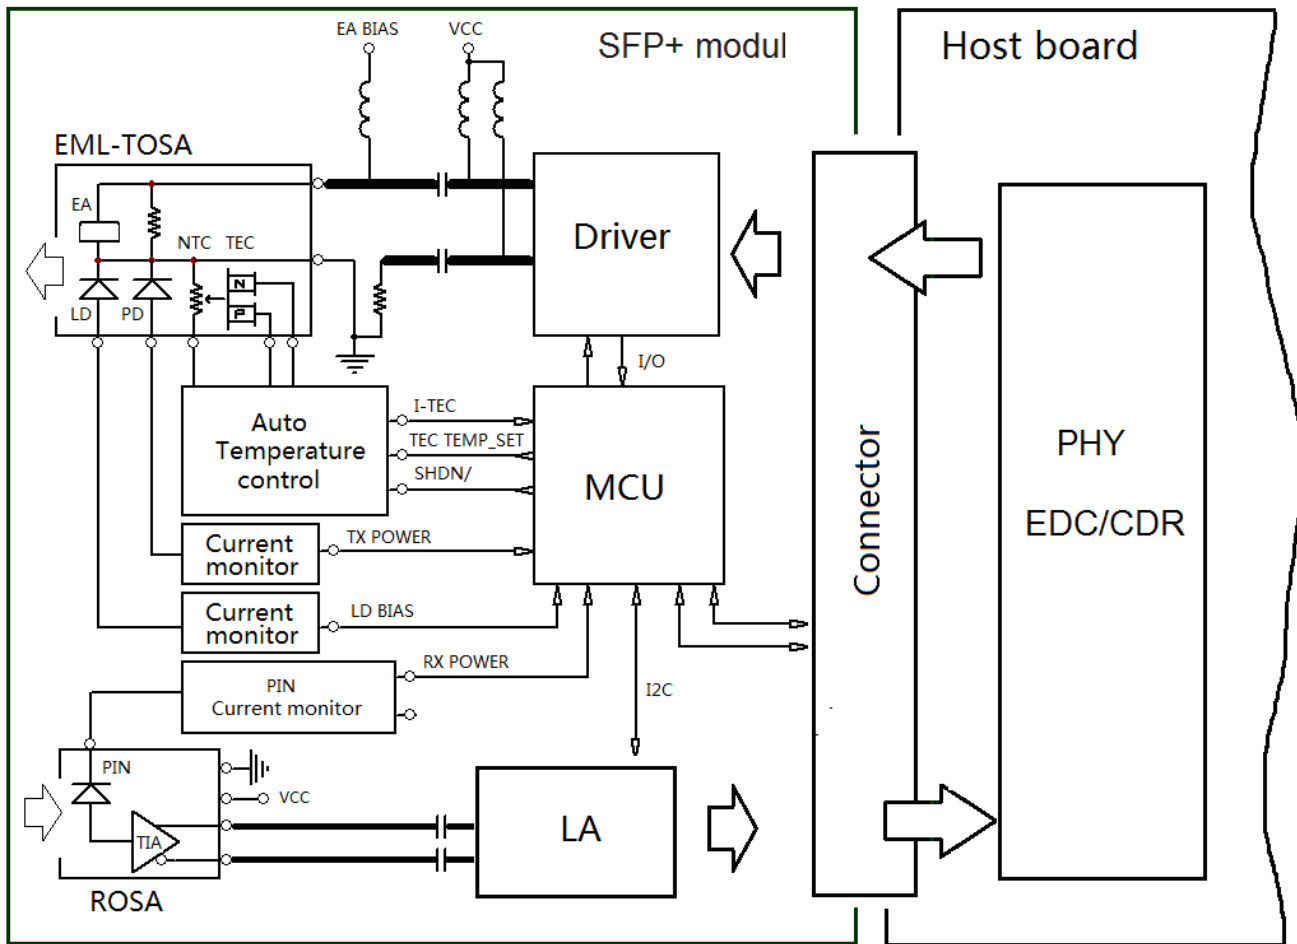 EA BIAS
VCC
SFP+ modul
Host board
EML-TOSA
EA
NTC TEC
N
P
LD
PD
Driver
I/O
Auto
Temperature
control
I-TEC
TEC TEMP_SET
SHDN/
MCU
Connector
PHY
EDC/CDR
Current
monitor
TX POWER
Current
monitor
LD BIAS
PIN
Current monitor
RX POWER
I2C
PIN
VCC
TIA
LA
ROSA